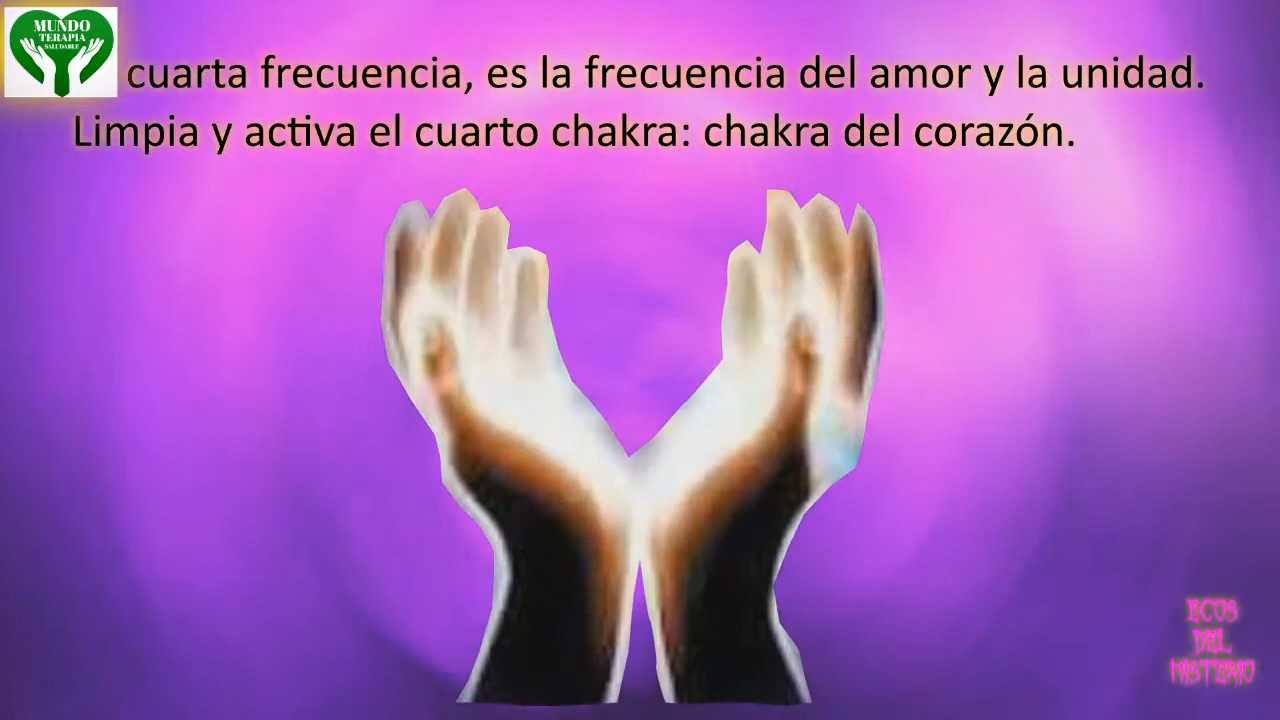 MUNDO
TERAPIA
SALUDABLE
cuarta frecuencia, es la frecuencia del amor y la unidad.
Limpia y activa el cuarto chakra: chakra del corazón.
ECOS
DEL
MISTERIO